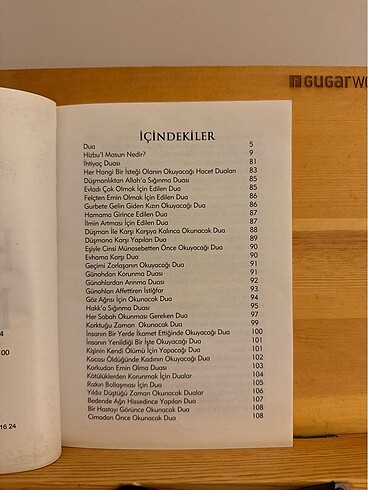 GUGARWO
İÇİNDEKİLER
Dua 5
Hizbu'l Masun Nedir? 9
İhtiyaç Duası 81
Her Hangi Bir İsteği Olanın Okuyacağı Hacet Duaları 83
Düşmanlıktan Allah'a Sığınma Duası 85
Evladı Çok Olmak İçin Edilen Dua 85
Felçten Emin Olmak İçin Edilen Dua 86
Gurbete Gelin Giden Kızın Okuyacağı Dua 86
Hamama Girince Edilen Dua 87
İlmin Artması İçin Edilen Dua 87
Düşman İle Karşı Karşıya Kalınca Okunacak Dua 88
Düşmana Karşı Yapılan Dua 89
Eşiyle Cinsi Münasebetten Önce Okuyacağı Dua 90
Evhama Karşı Dua 90
Geçimi Zorlaşanın Okuyacağı Dua 91
Günahdan Korunma Duası 91
Günahlardan Arınma Duası 92
Günahları Affettiren İstiğfar 93
Göz Ağrısı İçin Okunacak Dua 94
Hakk'a Sığınma Duası 95
Her Sabah Okunması Gereken Dua 97
Korktuğu Zaman Okunacak Dua 99
İnsanın Bir Yerde İkamet Ettiğinde Okuyacağı Dua 100
İnsanın Yenildiği Bir İşte Okuyacağı Dua 101
Kişinin Kendi Ölümü İçin Yapacağı Dua 101
Kocası Öldüğünde Kadının Okuyacağı Dua 102
Korkudan Emin Olma Duası 103
Kötülüklerden Korunmak İçin Dualar 104
Rızkın Bollaşması İçin Dua 105
Yıldız Düştüğü Zaman Okunacak Dualar 106
Bedende Ağrı Hissedince Yapılan Dua 107
Bir Hastayı Görünce Okunacak Dua 108
Cimadan Önce Okunacak Dua 108
4
00
16 24